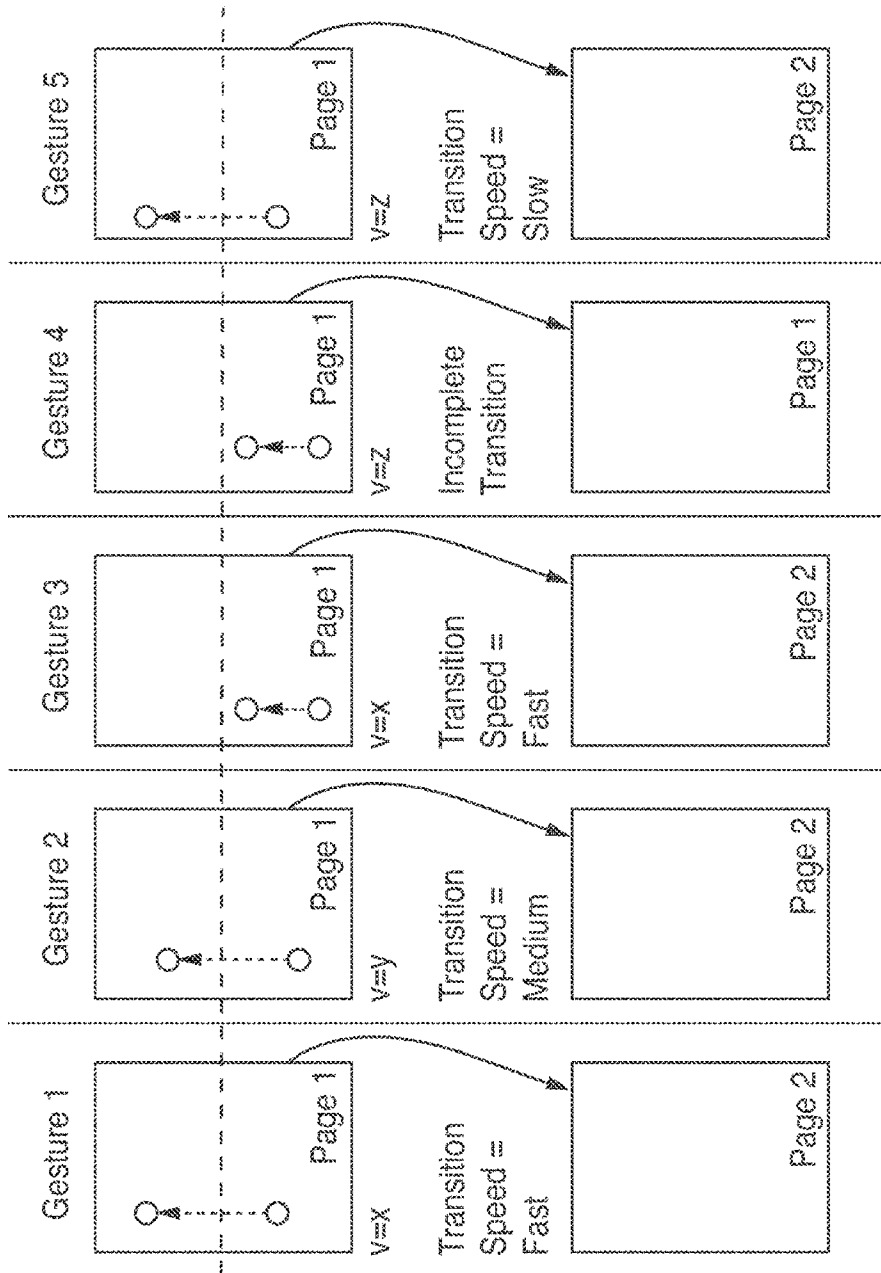 Gesture 1
Page 1
v=x
Transition
Speed =
Fast
Page 2
Gesture 2
Page 1
v=y
Transition
Speed =
Medium
Page 2
Gesture 3
Page 1
v=x
Transition
Speed =
Fast
Page 2
Gesture 4
Page 1
v=z
Incomplete
Transition
Page 1
Gesture 5
Page 1
v=z
Transition
Speed =
Slow
Page 2